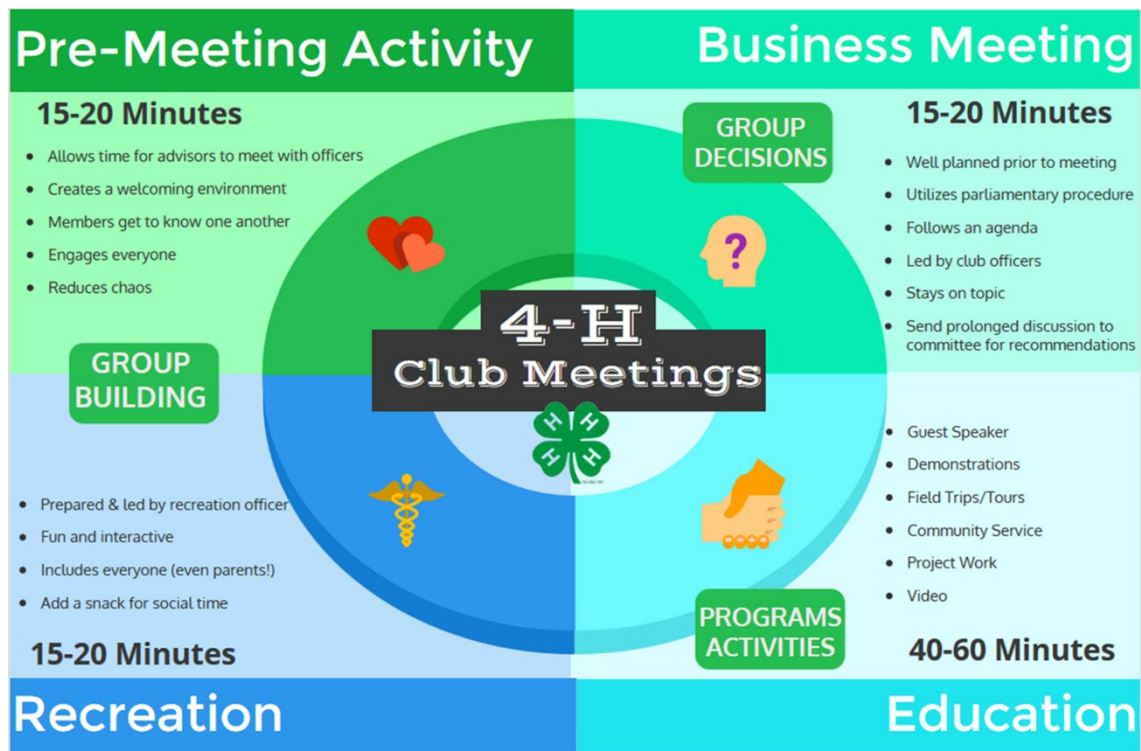 Pre-Meeting Activity
15-20 Minutes
• Allows time for advisors to meet with officers
• Creates a welcoming environment
• Members get to know one another
• Engages everyone
• Reduces chaos
Business Meeting
15-20 Minutes
GROUP
DECISIONS
• Well planned prior to meeting
• Utilizes parliamentary procedure
• Follows an agenda
• Led by club officers
• Stays on topic
• Send prolonged discussion to
committee for recommendations
?
4-H
Club Meetings
H H
H H
GROUP
BUILDING
• Prepared & led by recreation officer
• Fun and interactive
• Includes everyone (even parents!)
• Add a snack for social time
15-20 Minutes
Recreation
• Guest Speaker
• Demonstrations
• Field Trips/Tours
• Community Service
• Project Work
• Video
PROGRAMS
ACTIVITIES
40-60 Minutes
Education